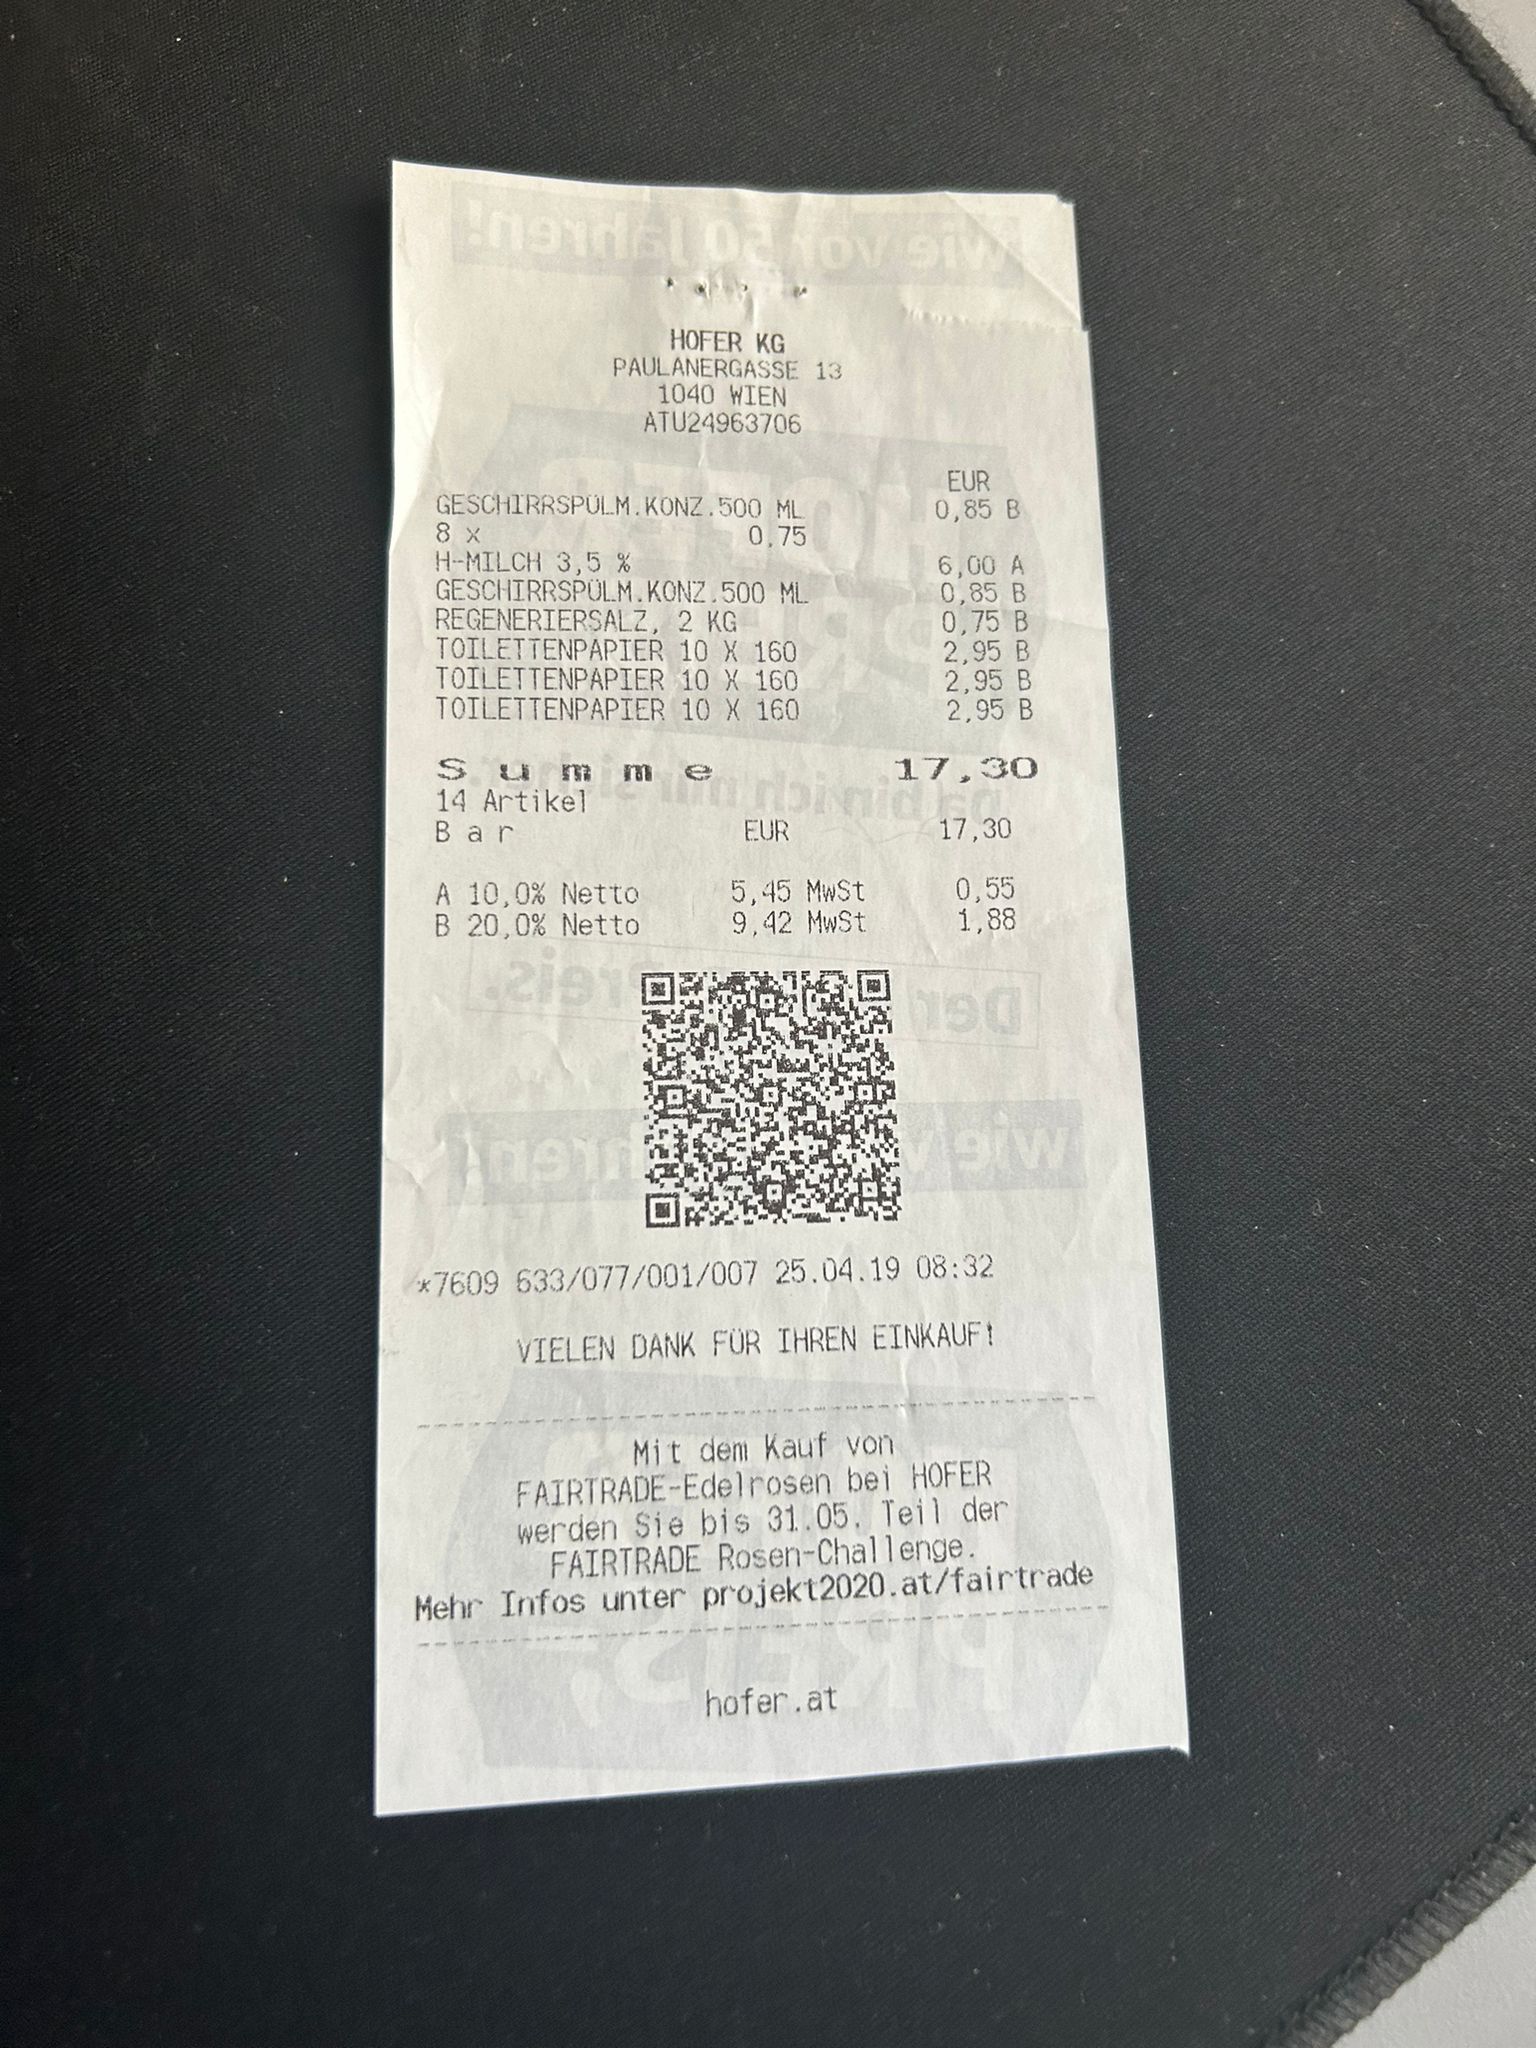 wie vor 50 Jahren!
HOFER KG
PAULANERGASSE 13
1040 WIEN
ATU24963706
EUR
GESCHIRRSPÜLM.KONZ.500 ML 0,85 B
8 x 0,75
H-MILCH 3,5 % 6,00 A
GESCHIRRSPÜLM.KONZ.500 ML 0,85 B
REGENERIERSALZ, 2 KG 0,75 B
TOILETTENPAPIER 10 X 160 2,95 B
TOILETTENPAPIER 10 X 160 2,95 B
TOILETTENPAPIER 10 X 160 2,95 B
Summe 17,30
14 Artikel
Bar EUR 17,30
A 10,0% Netto 5,45 MwSt 0,55
B 20,0% Netto 9,42 MwSt 1,88
Der Preis.
*7609 633/077/001/007 25.04.19 08:32
VIELEN DANK FÜR IHREN EINKAUF!
Mit dem Kauf von
FAIRTRADE-Edelrosen bei HOFER
werden Sie bis 31.05. Teil der
FAIRTRADE Rosen-Challenge.
Mehr Infos unter projekt2020.at/fairtrade
hofer.at